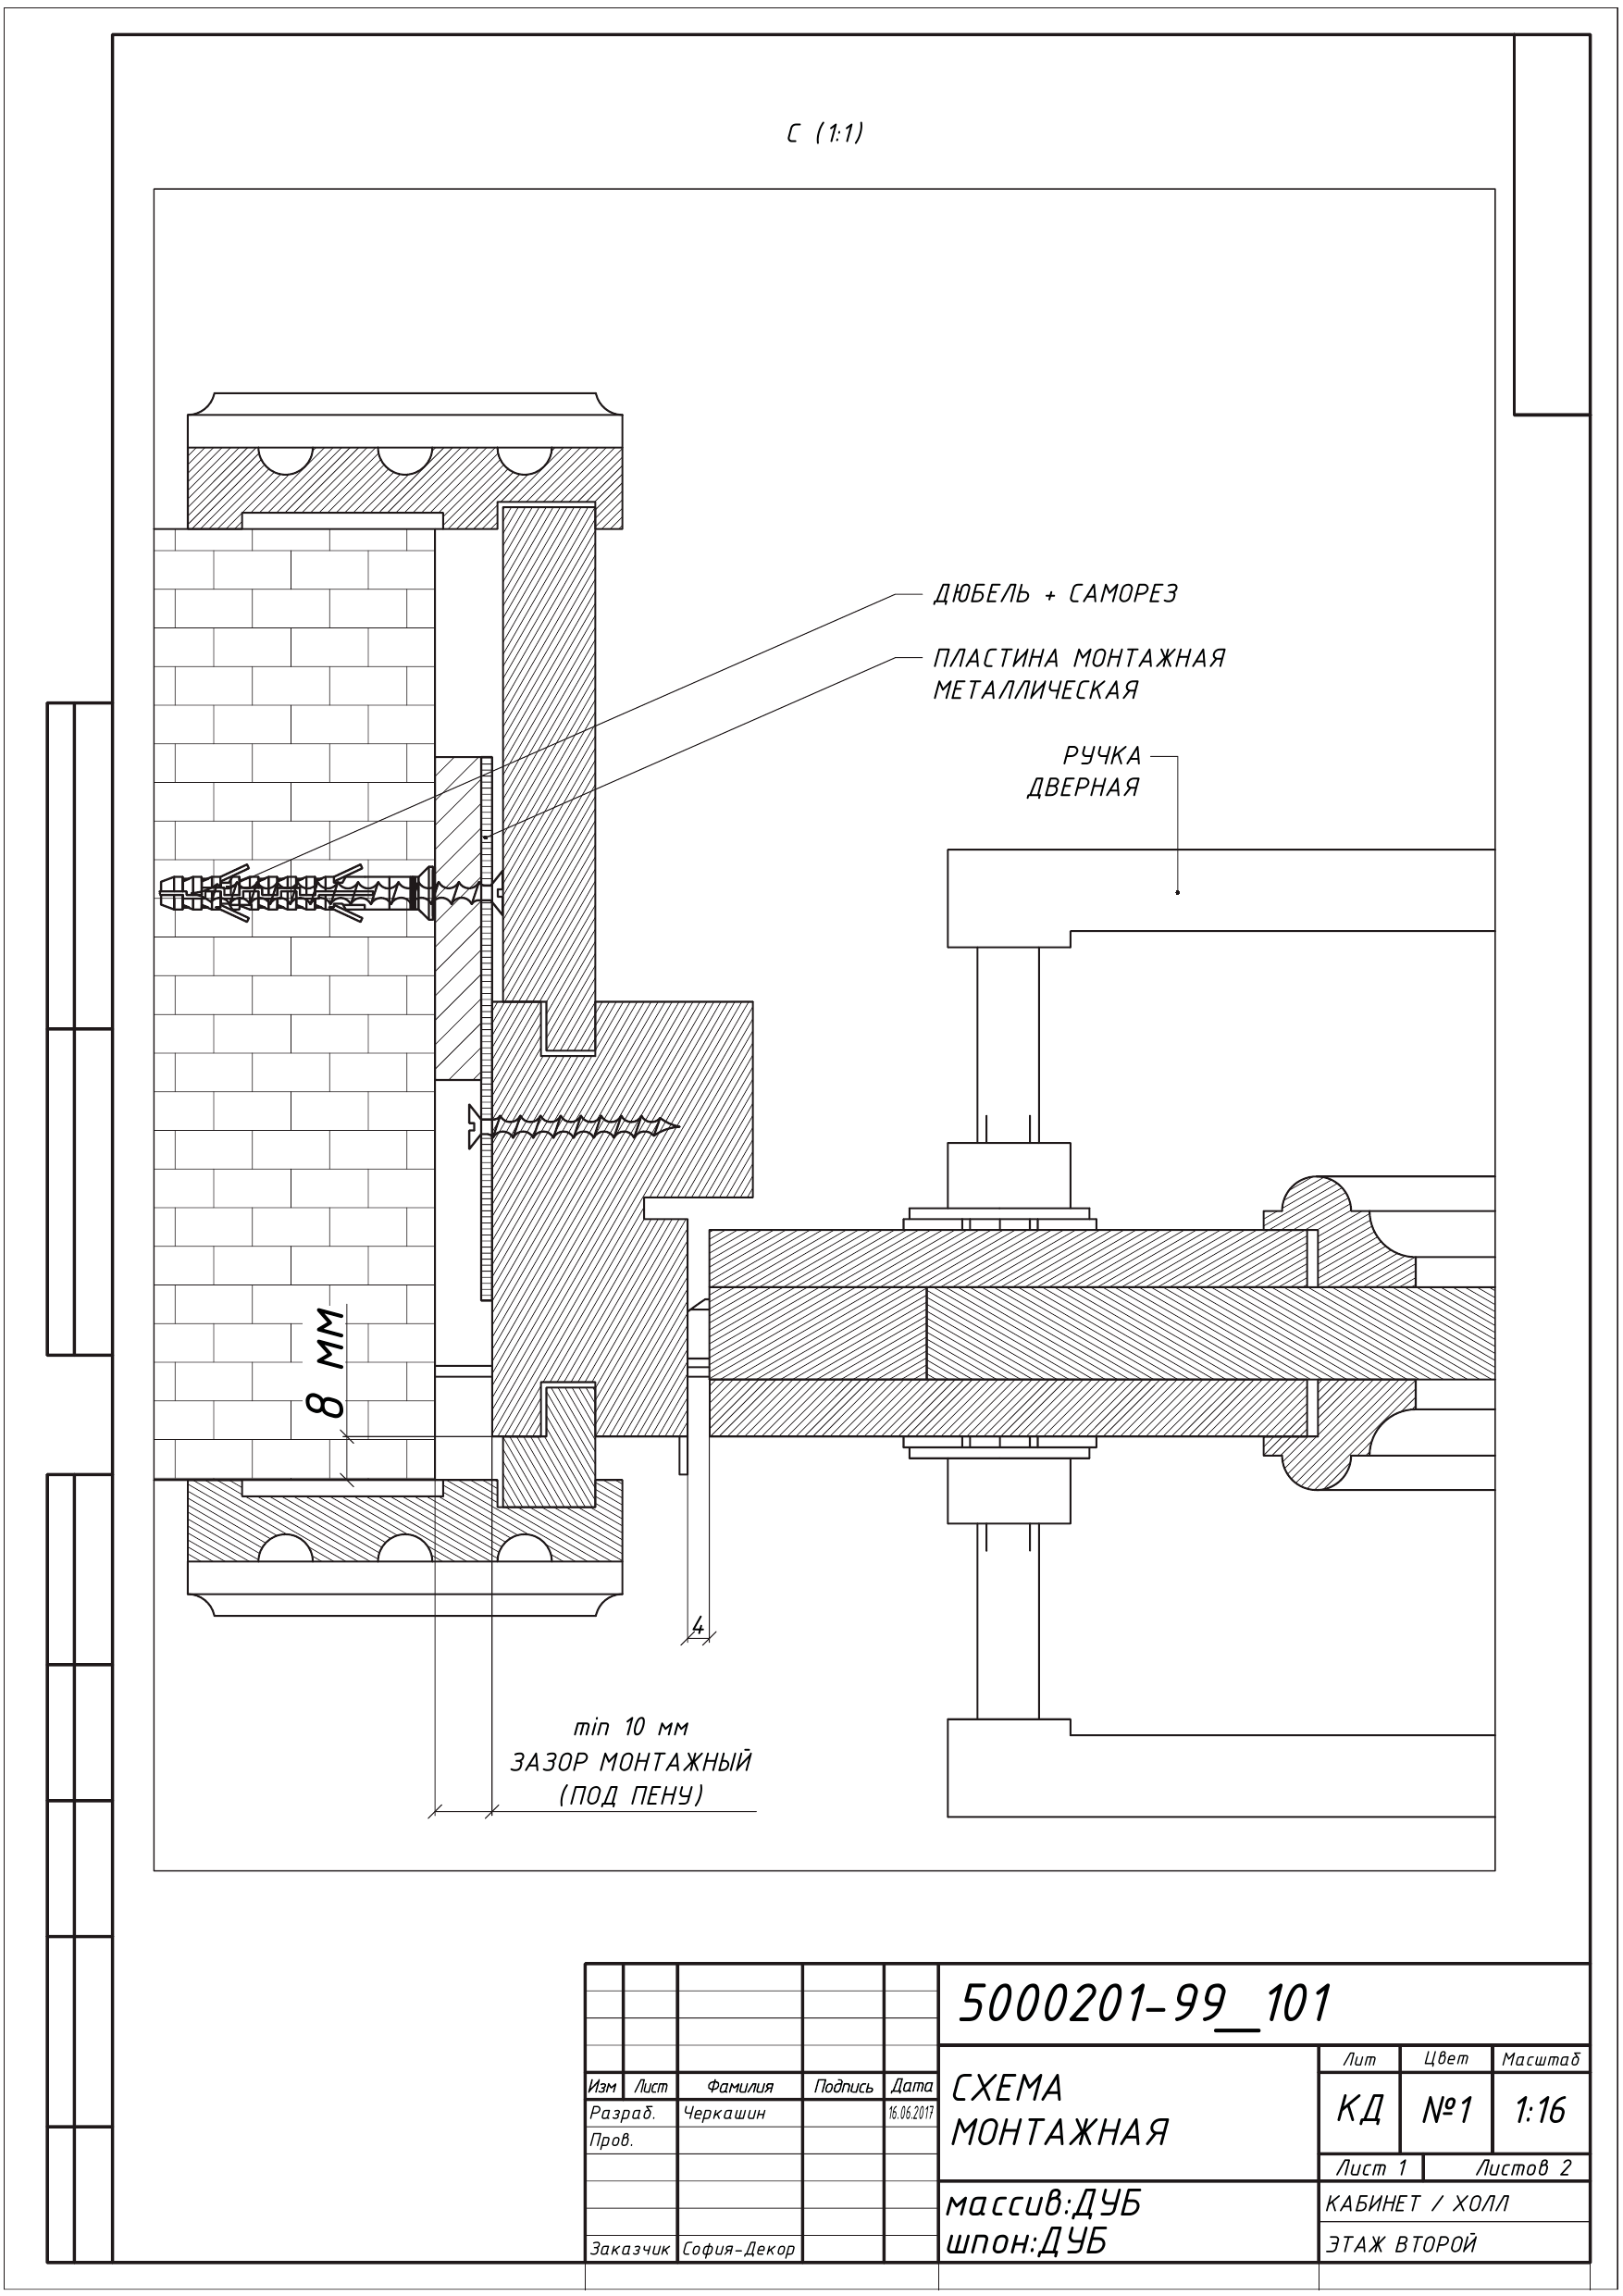 С (1:1)
ДЮБЕЛЬ + САМОРЕЗ
ПЛАСТИНА МОНТАЖНАЯ
МЕТАЛЛИЧЕСКАЯ
РУЧКА
ДВЕРНАЯ
8 мм
4
min 10 мм
ЗАЗОР МОНТАЖНЫЙ
(ПОД ПЕНУ)
5000201-99_101
Изм Лист Фамилия Подпись Дата
Разраб. Черкашин 16.06.2017
Пров.
Заказчик София-Декор
СХЕМА
МОНТАЖНАЯ
Лит Цвет Масштаб
КД №1 1:16
Лист 1 Листов 2
массив:ДУБ
шпон:ДУБ
КАБИНЕТ / ХОЛЛ
ЭТАЖ ВТОРОЙ